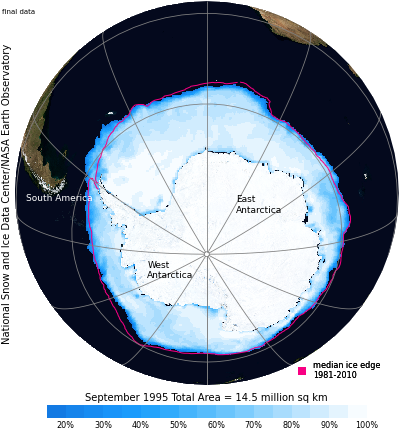 final data
National Snow and Ice Data Center/NASA Earth Observatory
South America
East
Antarctica
West
Antarctica
median ice edge
1981-2010
September 1995 Total Area = 14.5 million sq km
20% 30% 40% 50% 60% 70% 80% 90% 100%